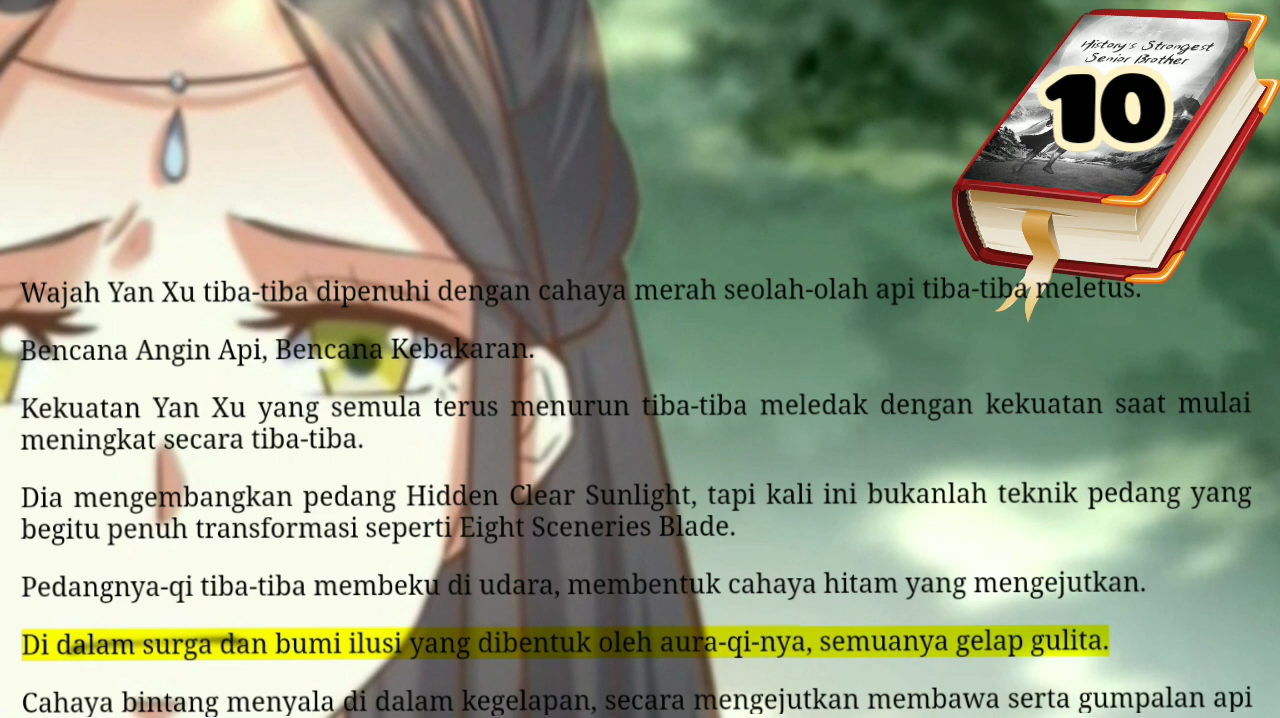 History's Strongest
Senior Brother
10
Wajah Yan Xu tiba-tiba dipenuhi dengan cahaya merah seolah-olah api tiba-tiba meletus.
Bencana Angin Api, Bencana Kebakaran.
Kekuatan Yan Xu yang semula terus menurun tiba-tiba meledak dengan kekuatan saat mulai
meningkat secara tiba-tiba.
Dia mengembangkan pedang Hidden Clear Sunlight, tapi kali ini bukanlah teknik pedang yang
begitu penuh transformasi seperti Eight Sceneries Blade.
Pedangnya-qi tiba-tiba membeku di udara, membentuk cahaya hitam yang mengejutkan.
Di dalam surga dan bumi ilusi yang dibentuk oleh aura-qi-nya, semuanya gelap gulita.
Cahaya bintang menyala di dalam kegelapan, secara mengejutkan membawa serta gumpalan api